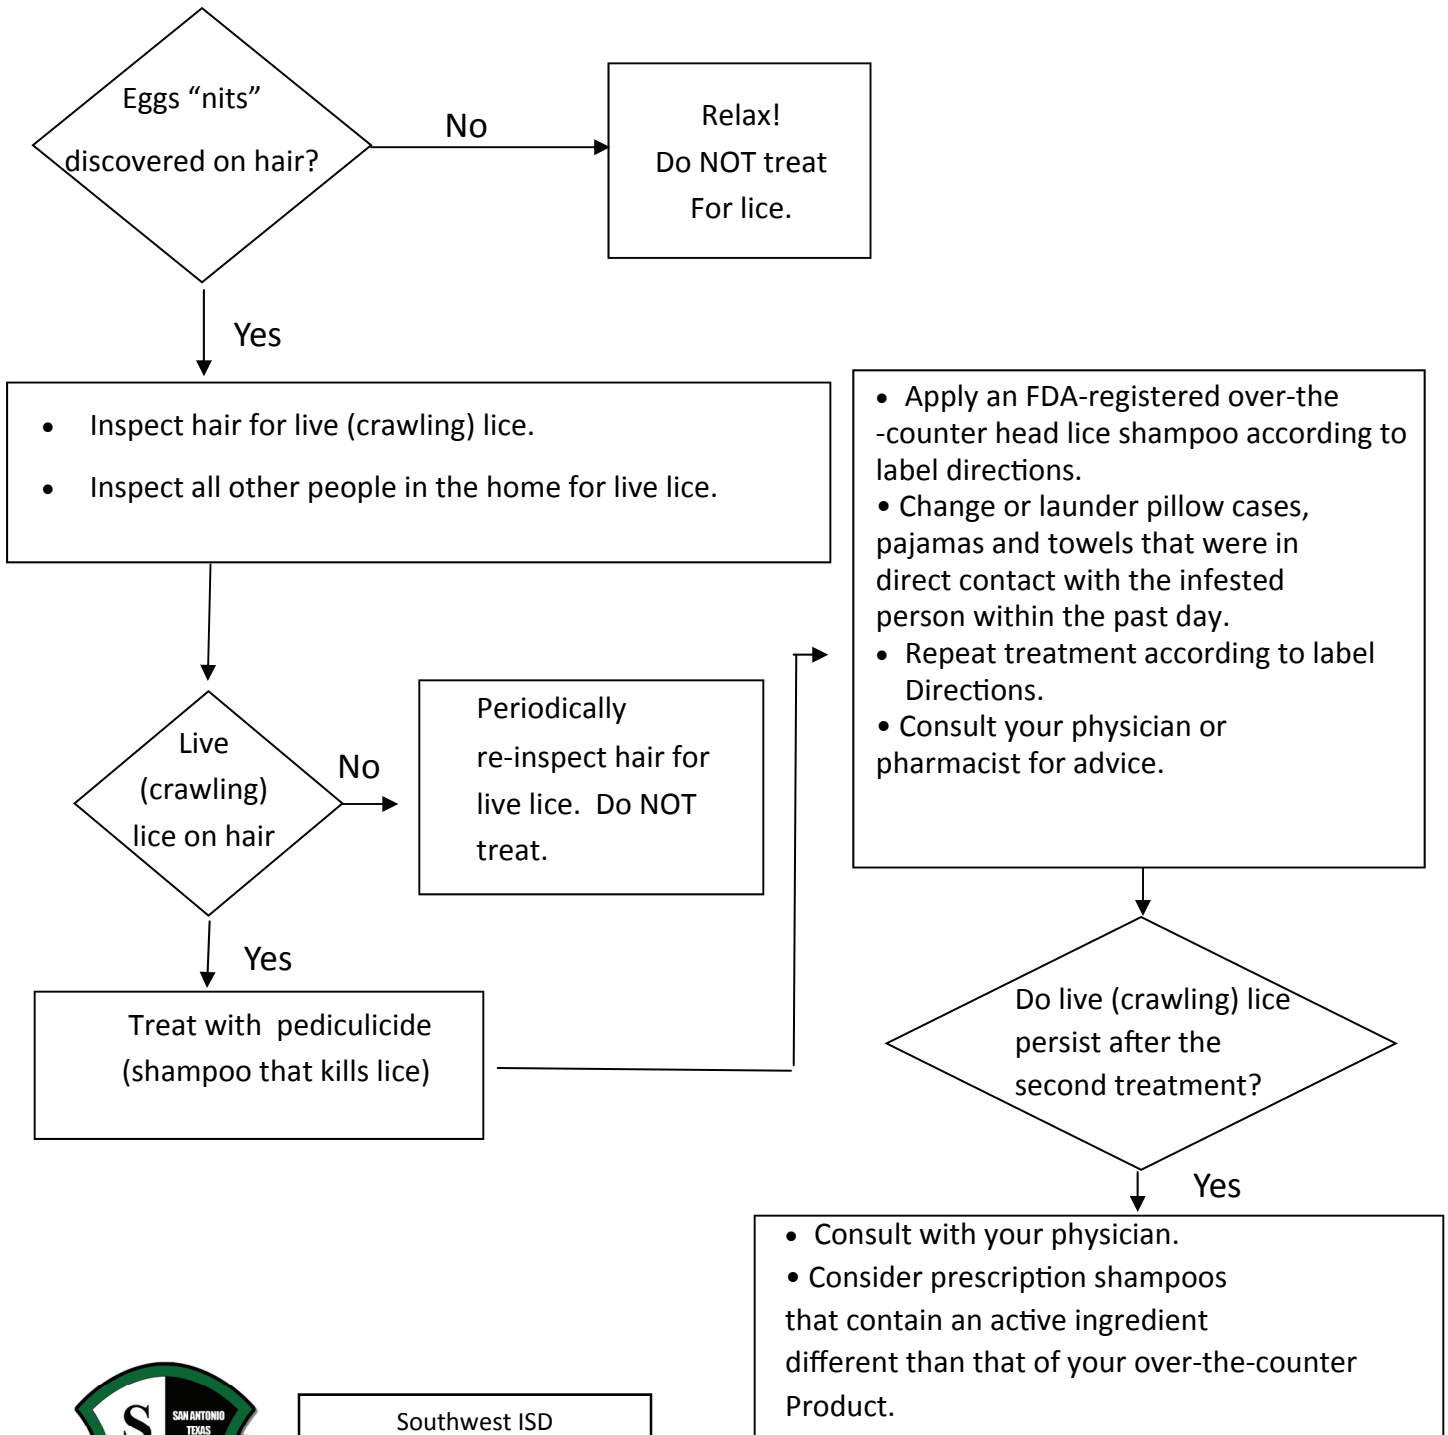 Eggs “nits”
discovered on hair?
No
Relax!
Do NOT treat
For lice.
Yes
• Inspect hair for live (crawling) lice.
• Inspect all other people in the home for live lice.
Live
(crawling)
lice on hair
No
Periodically
re-inspect hair for
live lice. Do NOT
treat.
Yes
Treat with pediculicide
(shampoo that kills lice)
• Apply an FDA-registered over-the
-counter head lice shampoo according to
label directions.
• Change or launder pillow cases,
pajamas and towels that were in
direct contact with the infested
person within the past day.
• Repeat treatment according to label
Directions.
• Consult your physician or
pharmacist for advice.
Do live (crawling) lice
persist after the
second treatment?
Yes
• Consult with your physician.
• Consider prescription shampoos
that contain an active ingredient
different than that of your over-the-counter
Product.
S
SAN ANTONIO
TEXAS
Southwest ISD